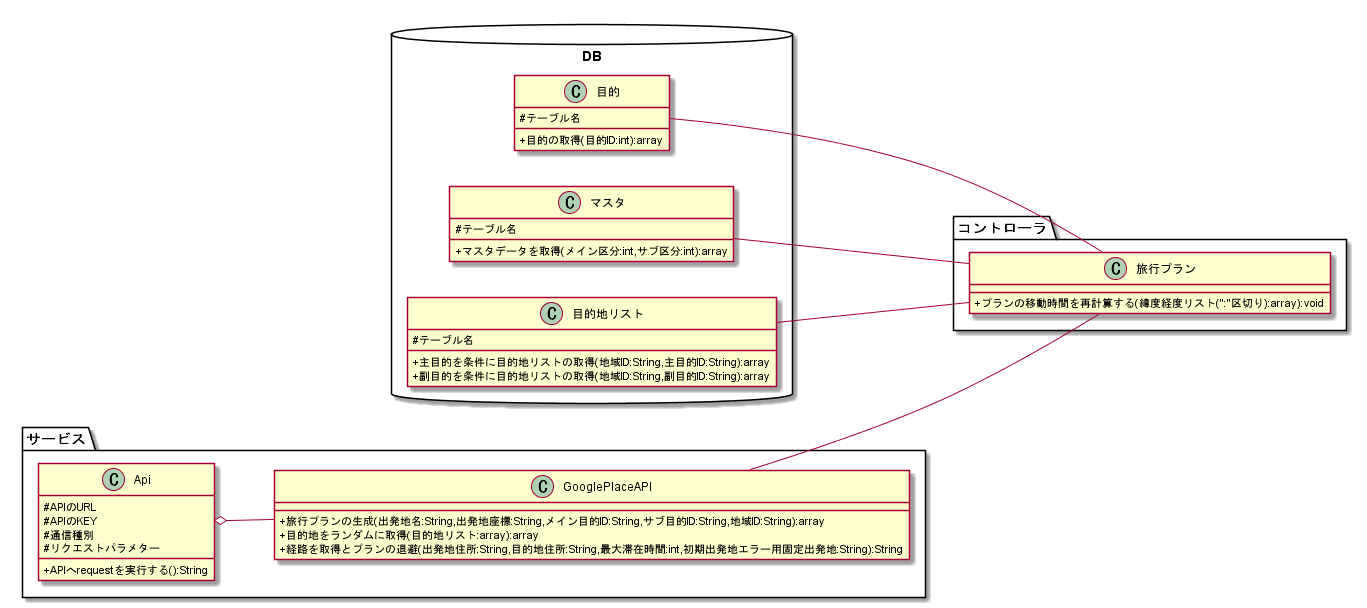 DB
C 目的
#テーブル名
+目的の取得(目的ID:int):array
C マスタ
#テーブル名
+マスタデータを取得(メイン区分:int,サブ区分:int):array
C 目的地リスト
#テーブル名
+主目的を条件に目的地リストの取得(地域ID:String,主目的ID:String):array
+副目的を条件に目的地リストの取得(地域ID:String,副目的ID:String):array
コントローラ
C 旅行プラン
+プランの移動時間を再計算する(緯度経度リスト(":"区切り):array):void
サービス
C Api
#APIのURL
#APIのKEY
#通信種別
#リクエストパラメター
+APIへrequestを実行する():String
C GooglePlaceAPI
+旅行プランの生成(出発地名:String,出発地座標:String,メイン目的ID:String,サブ目的ID:String,地域ID:String):array
+目的地をランダムに取得(目的地リスト:array):array
+経路を取得とプランの退避(出発地住所:String,目的地住所:String,最大滞在時間:int,初期出発地エラー用固定出発地:String):String